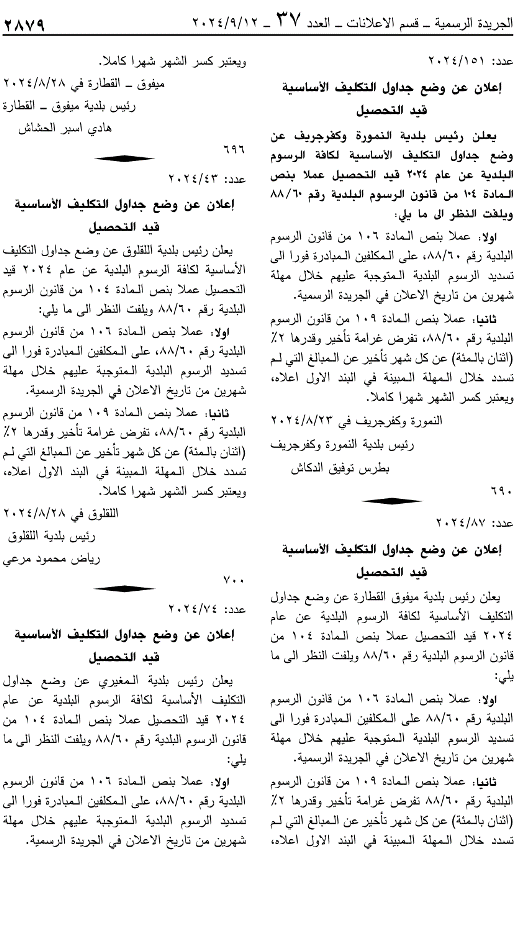 الجريدة الرسمية ــ قسم الاعلانات ــ العدد ٣٧ ــ ٢٠٢٤/٩/١٢
٢٨٧٩
عدد: ٢٠٢٤/١٥١
إعلان عن وضع جداول التكليف الأساسية
قيد التحصيل
يعلن رئيس بلدية النمورة وكفرجريف عن
وضع جداول التكليف الأساسية لكافة الرسوم
البلدية عن عام ٢٠٢٤ قيد التحصيل عملا بنص
المادة ١٠٤ من قانون الرسوم البلدية رقم ٨٨/٦٠
ويلفت النظر الى ما يلي:
اولا: عملا بنص المادة ١٠٦ من قانون الرسوم
البلدية رقم ٨٨/٦٠، على المكلفين المبادرة فورا الى
تسديد الرسوم البلدية المتوجبة عليهم خلال مهلة
شهرين من تاريخ الاعلان في الجريدة الرسمية.
ثانيا: عملا بنص المادة ١٠٩ من قانون الرسوم
البلدية رقم ٨٨/٦٠، تفرض غرامة تأخير وقدرها ٢٪
(اثنان بالمئة) عن كل شهر تأخير عن المبالغ التي لم
تسدد خلال المهلة المبينة في البند الاول اعلاه،
ويعتبر كسر الشهر شهرا كاملا.
النمورة وكفرجريف في ٢٠٢٤/٨/٢٣
رئيس بلدية النمورة وكفرجريف
بطرس توفيق الدكاش
٦٩٠
عدد: ٢٠٢٤/٨٧
إعلان عن وضع جداول التكليف الأساسية
قيد التحصيل
يعلن رئيس بلدية ميفوق القطارة عن وضع جداول
التكليف الأساسية لكافة الرسوم البلدية عن عام
٢٠٢٤ قيد التحصيل عملا بنص المادة ١٠٤ من
قانون الرسوم البلدية رقم ٨٨/٦٠ ويلفت النظر الى ما
يلي:
اولا: عملا بنص المادة ١٠٦ من قانون الرسوم
البلدية رقم ٨٨/٦٠ على المكلفين المبادرة فورا الى
تسديد الرسوم البلدية المتوجبة عليهم خلال مهلة
شهرين من تاريخ الاعلان في الجريدة الرسمية.
ثانيا: عملا بنص المادة ١٠٩ من قانون الرسوم
البلدية رقم ٨٨/٦٠ تفرض غرامة تأخير وقدرها ٢٪
(اثنان بالمئة) عن كل شهر تأخير عن المبالغ التي لم
تسدد خلال المهلة المبينة في البند الاول اعلاه،
ويعتبر كسر الشهر شهرا كاملا.
ميفوق ــ القطارة في ٢٠٢٤/٨/٢٨
رئيس بلدية ميفوق ــ القطارة
هادي اسبر الحشاش
٦٩٦
عدد: ٢٠٢٤/٤٣
إعلان عن وضع جداول التكليف الأساسية
قيد التحصيل
يعلن رئيس بلدية اللقلوق عن وضع جداول التكليف
الأساسية لكافة الرسوم البلدية عن عام ٢٠٢٤ قيد
التحصيل عملا بنص المادة ١٠٤ من قانون الرسوم
البلدية رقم ٨٨/٦٠ ويلفت النظر الى ما يلي:
اولا: عملا بنص المادة ١٠٦ من قانون الرسوم
البلدية رقم ٨٨/٦٠، على المكلفين المبادرة فورا الى
تسديد الرسوم البلدية المتوجبة عليهم خلال مهلة
شهرين من تاريخ الاعلان في الجريدة الرسمية.
ثانيا: عملا بنص المادة ١٠٩ من قانون الرسوم
البلدية رقم ٨٨/٦٠، تفرض غرامة تأخير وقدرها ٢٪
(اثنان بالمئة) عن كل شهر تأخير عن المبالغ التي لم
تسدد خلال المهلة المبينة في البند الاول اعلاه،
ويعتبر كسر الشهر شهرا كاملا.
اللقلوق في ٢٠٢٤/٨/٢٨
رئيس بلدية اللقلوق
رياض محمود مرعي
٧٠٠
عدد: ٢٠٢٤/٧٤
إعلان عن وضع جداول التكليف الأساسية
قيد التحصيل
يعلن رئيس بلدية المغيري عن وضع جداول
التكليف الأساسية لكافة الرسوم البلدية عن عام
٢٠٢٤ قيد التحصيل عملا بنص المادة ١٠٤ من
قانون الرسوم البلدية رقم ٨٨/٦٠ ويلفت النظر الى ما
يلي:
اولا: عملا بنص المادة ١٠٦ من قانون الرسوم
البلدية رقم ٨٨/٦٠، على المكلفين المبادرة فورا الى
تسديد الرسوم البلدية المتوجبة عليهم خلال مهلة
شهرين من تاريخ الاعلان في الجريدة الرسمية.